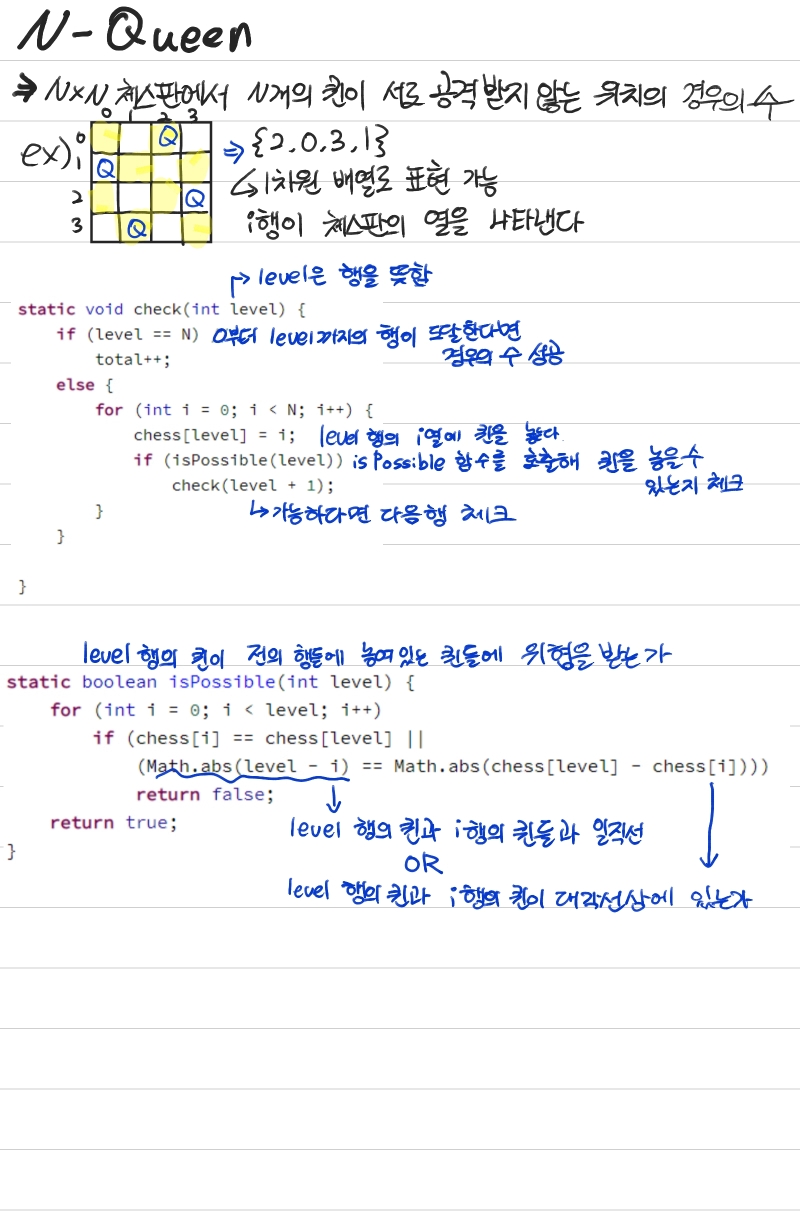 N-Queen
⇒ N×N 체스판에서 N개의 퀸이 서로 공격 받지 않는 위치의 경우의 수
0 1 2 3
ex) 0 Q ⇒ {2,0,3,1}
1 Q ↳ 1차원 배열로 표현 가능
2 Q
3 Q i행이 체스판의 열을 나타낸다
↱ level은 행을 뜻함
static void check(int level) {
if (level == N) 0부터 level까지의 행이 또달한다면
total++; 경우의 수 성공
else {
for (int i = 0; i < N; i++) {
chess[level] = i; level 행의 i열에 퀸을 놓다
if (isPossible(level)) isPossible 함수를 호출해 퀸을 놓을 수
있는지 체크
check(level + 1);
} ↳ 가능하다면 다음행 체크
}
}
level 행의 퀸이 전의 행들에 놓여있는 퀸들에 위험을 받는가
static boolean isPossible(int level) {
for (int i = 0; i < level; i++)
if (chess[i] == chess[level] ||
(Math.abs(level - i) == Math.abs(chess[level] - chess[i])))
return false;
return true;
level 행의 퀸과 i행의 퀸들과 일직선
}
OR
level 행의 퀸과 i행의 퀸이 대각선상에 있는가